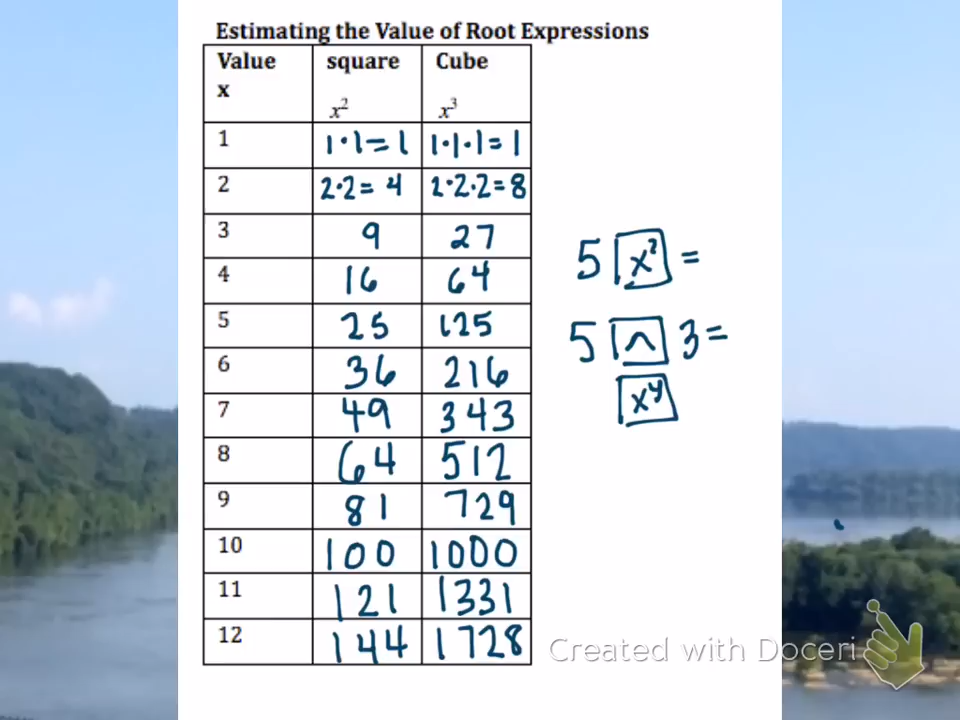 Estimating the Value of Root Expressions
Value x square x² Cube x³
1 1·1=1 1·1·1=1
2 2·2=4 2·2·2=8
3 9 27
4 16 64
5 25 125
6 36 216
7 49 343
8 64 512
9 81 729
10 100 1000
11 121 1331
12 144 1728
5 x² =
5 ^ 3=
x^y
Created with Doceri